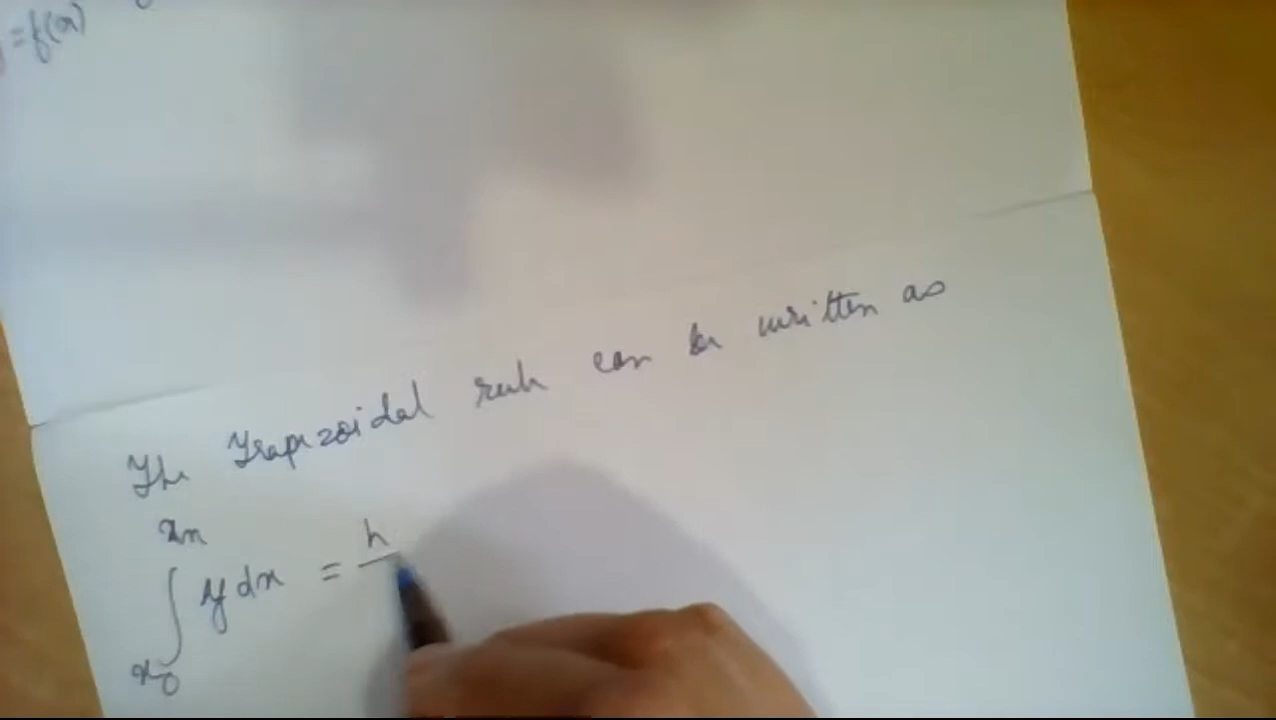 y=f(x)
The Trapezoidal rule can be written as
xn
∫ y dx = h
x0